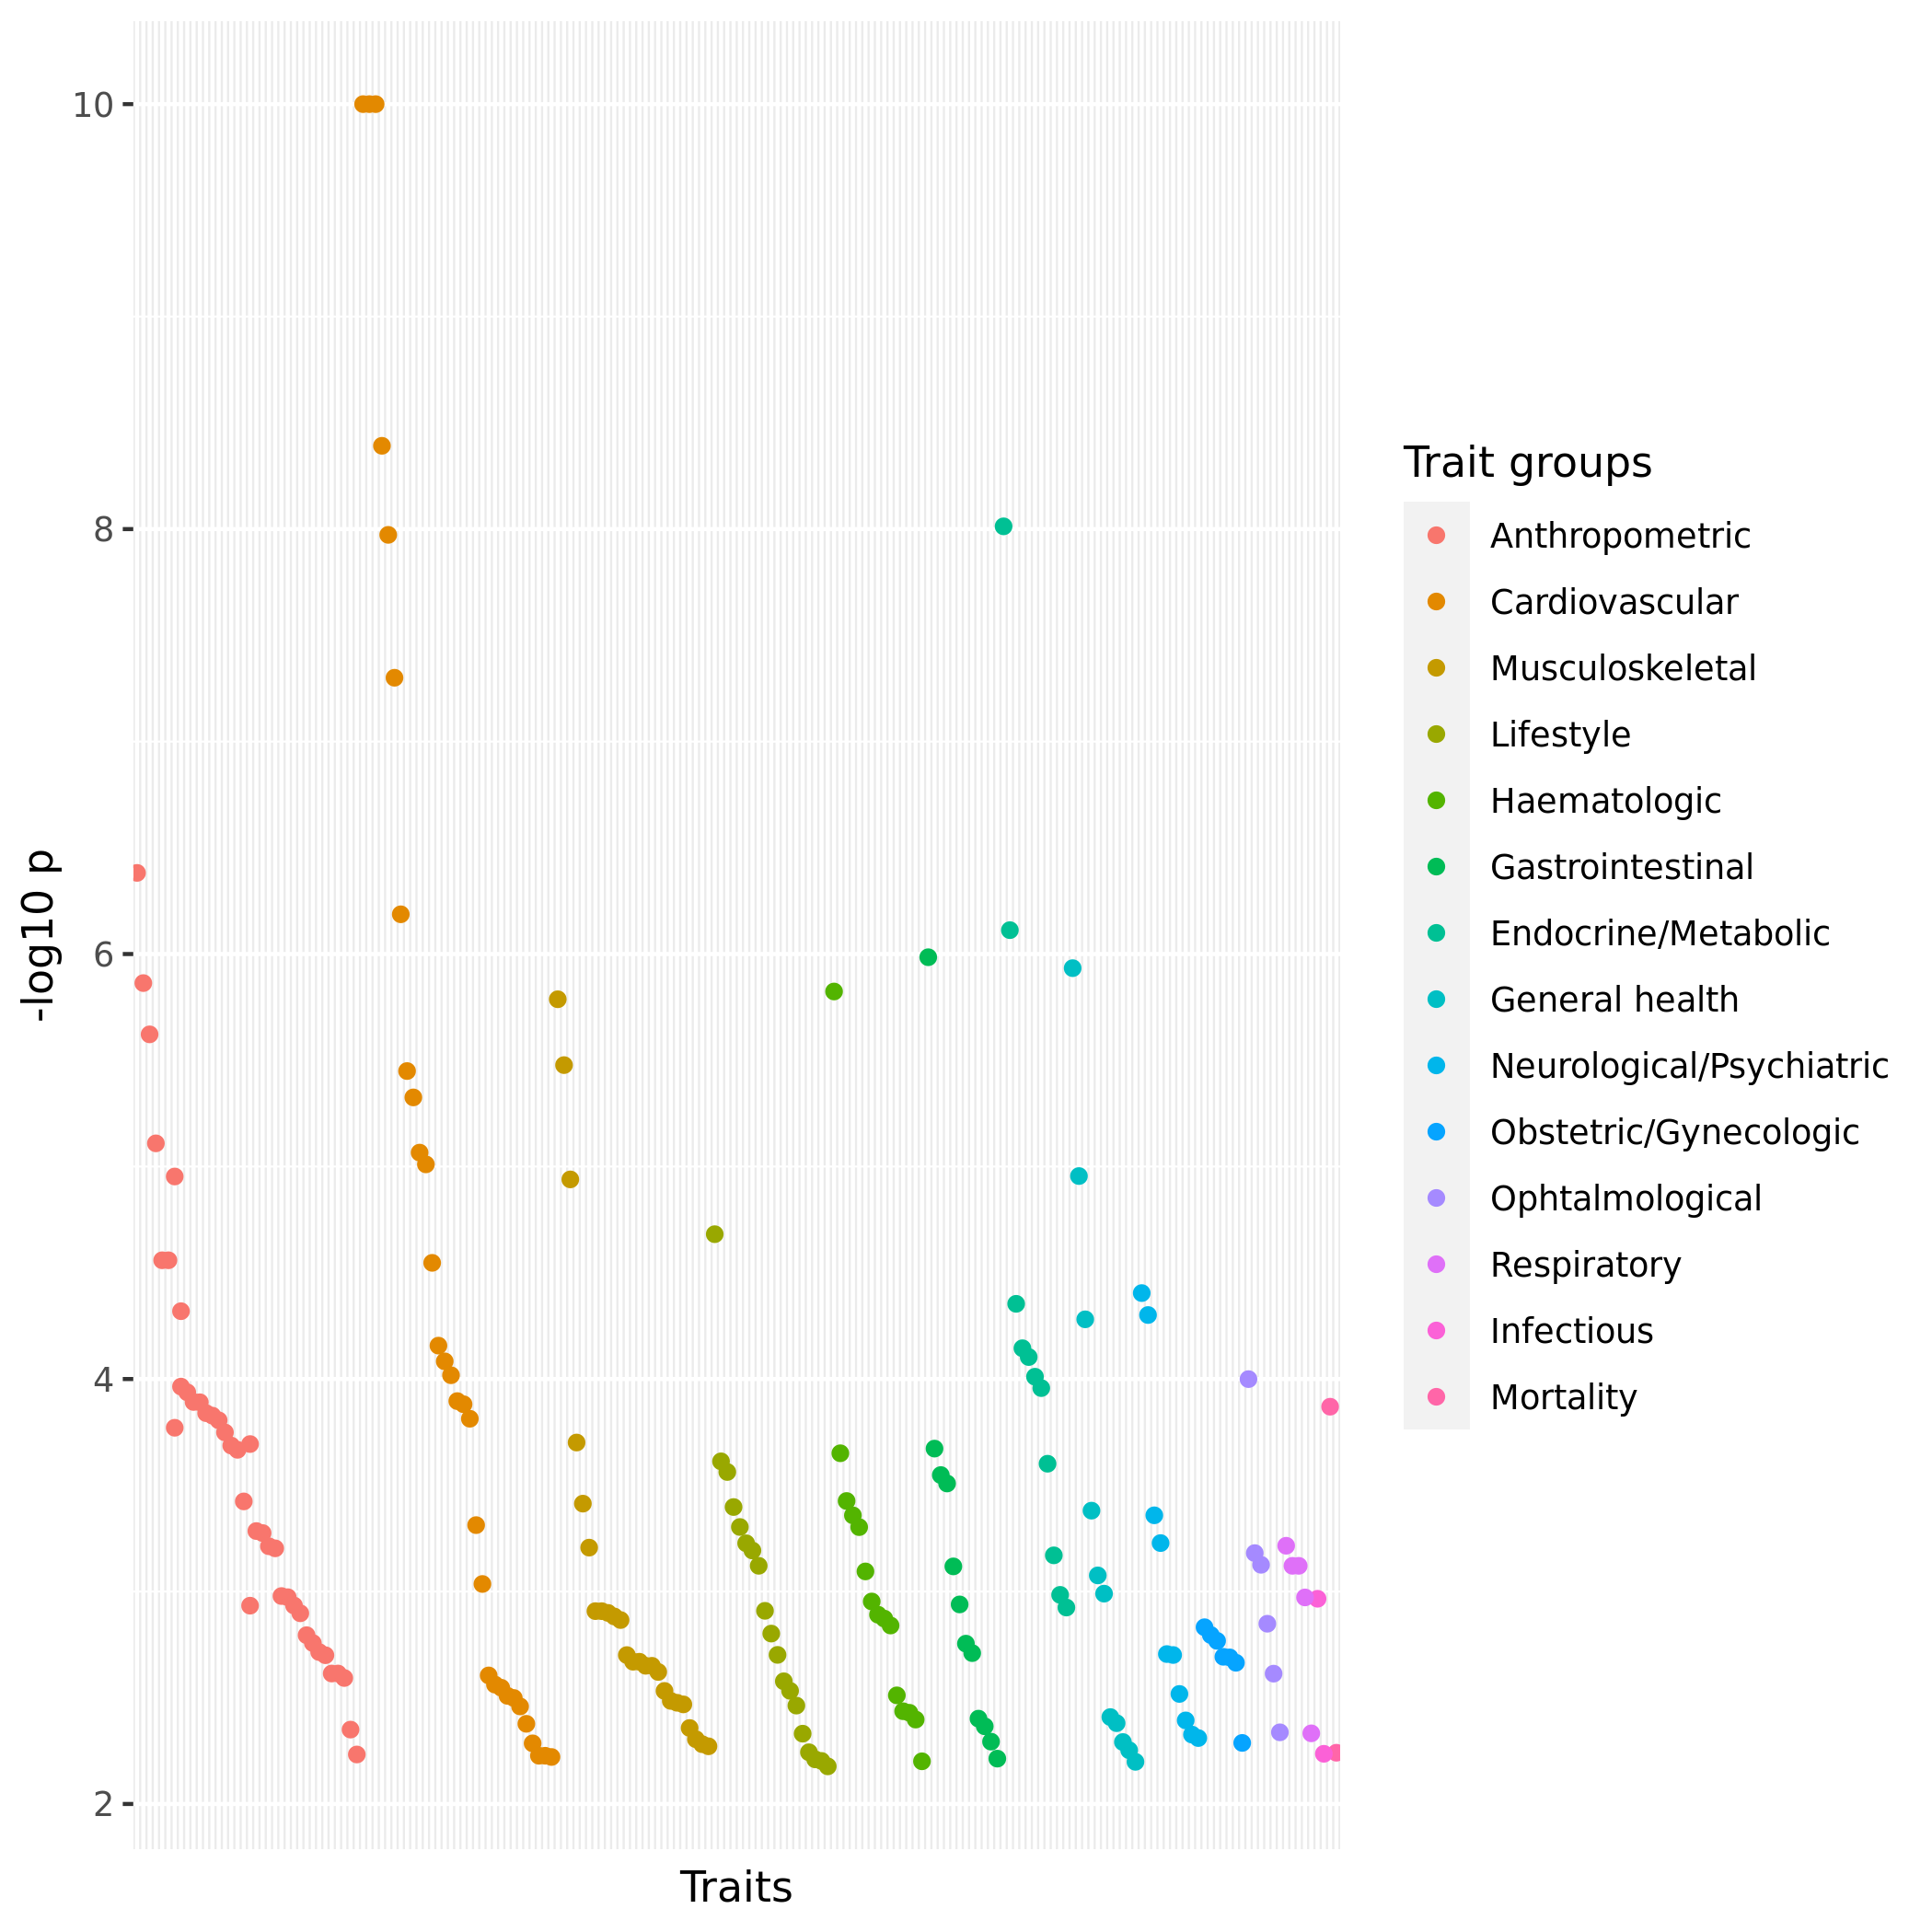 10
8
6
4
2
-log10 p
Traits
Trait groups
Anthropometric
Cardiovascular
Musculoskeletal
Lifestyle
Haematologic
Gastrointestinal
Endocrine/Metabolic
General health
Neurological/Psychiatric
Obstetric/Gynecologic
Ophtalmological
Respiratory
Infectious
Mortality